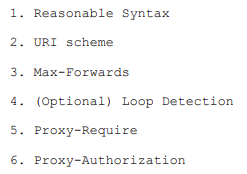 1. Reasonable Syntax
2. URI scheme
3. Max-Forwards
4. (Optional) Loop Detection
5. Proxy-Require
6. Proxy-Authorization